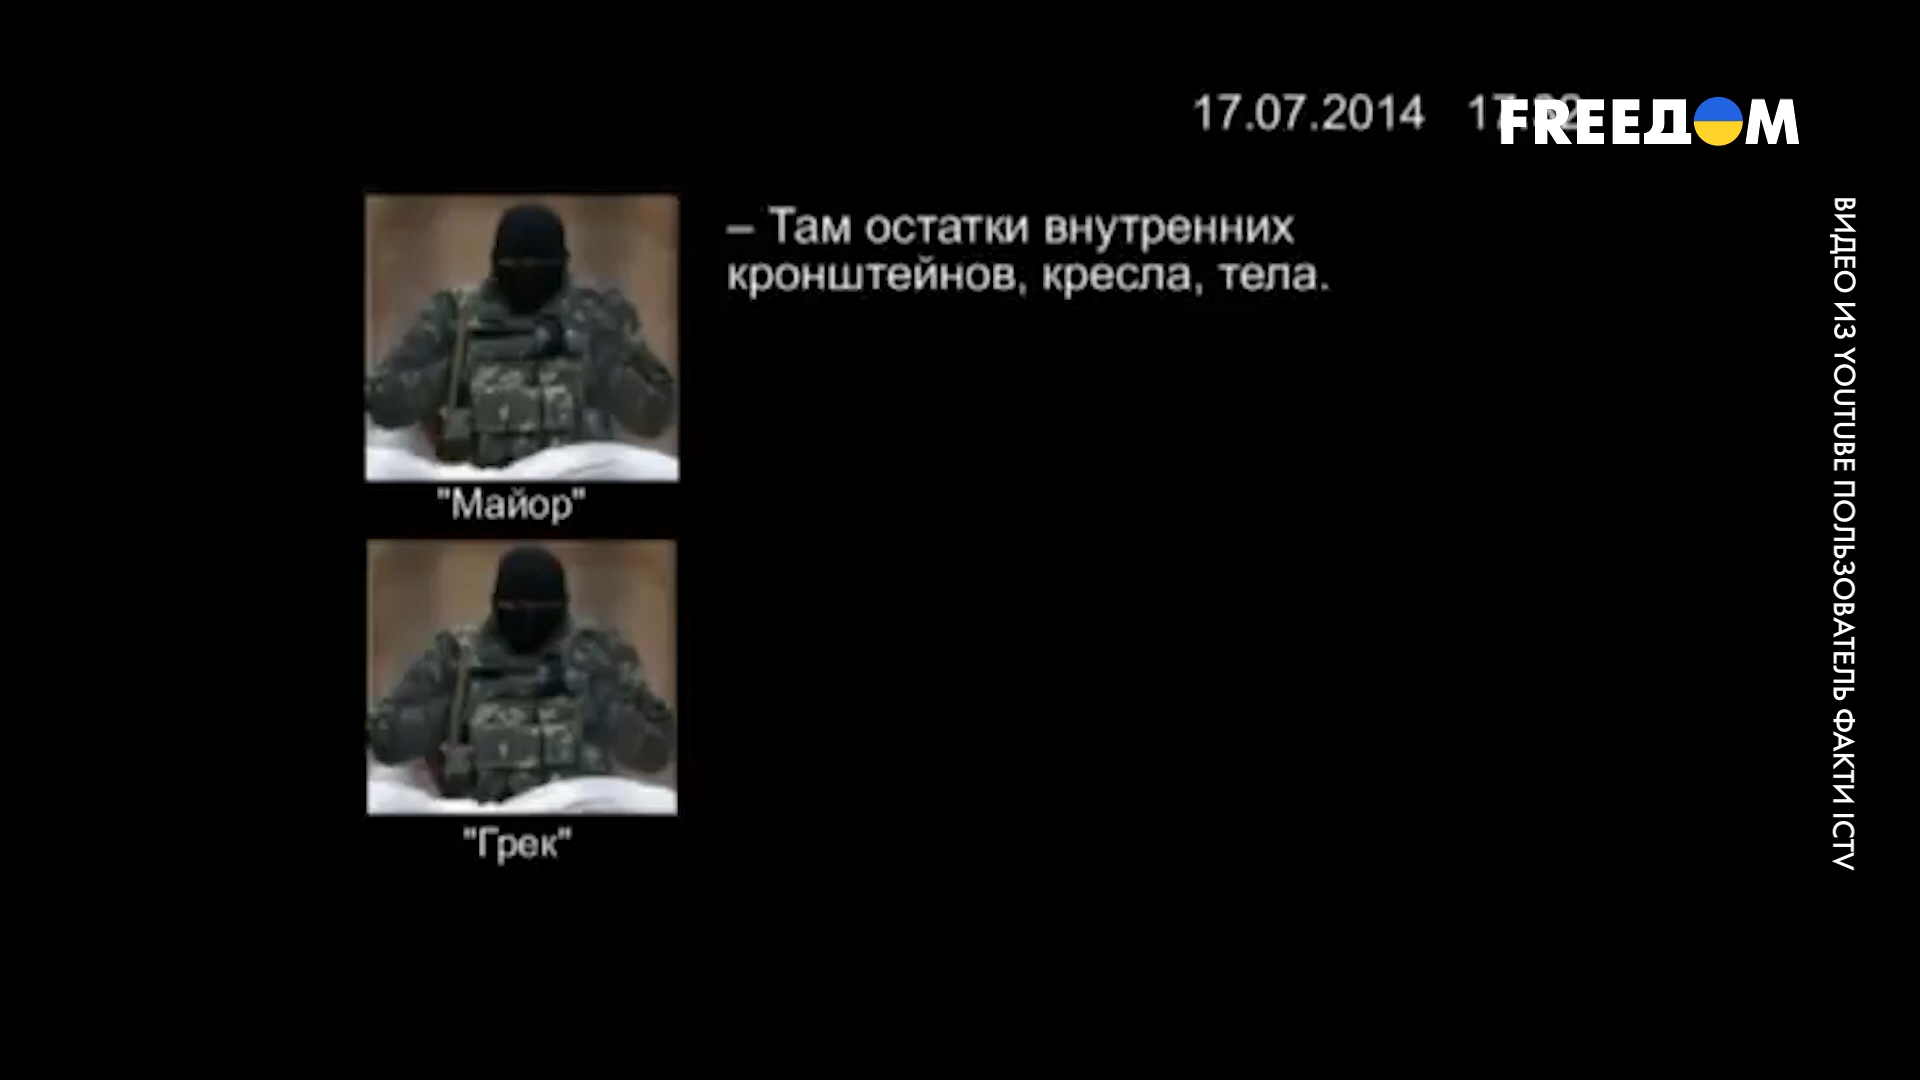 17.07.2014
FREEДOM
– Там остатки внутренних
кронштейнов, кресла, тела.
"Майор"
"Грек"
ВИДЕО ИЗ YOUTUBE ПОЛЬЗОВАТЕЛЬ ФАКТИ ICTV